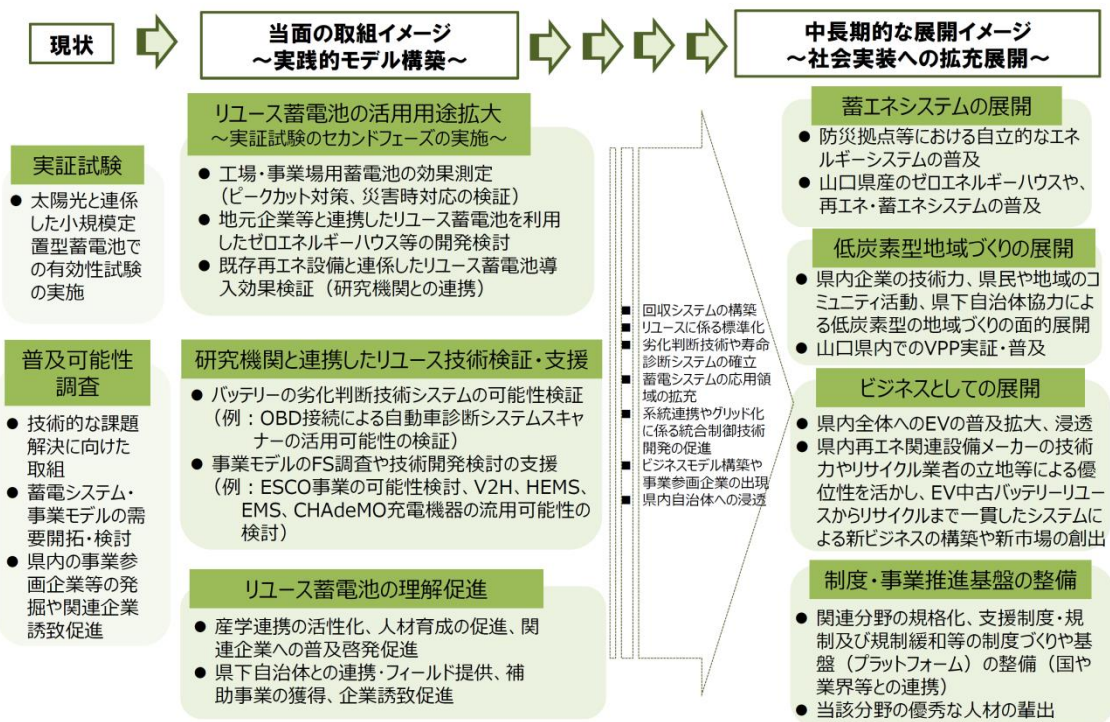 現状
当面の取組イメージ
～実践的モデル構築～
中長期的な展開イメージ
～社会実装への拡充展開～
実証試験
● 太陽光と連係
した小規模定
置型蓄電池で
の有効性試験
の実施
普及可能性
調査
● 技術的な課題
解決に向けた
取組
● 蓄電システム・
事業モデルの需
要開拓・検討
● 県内の事業参
画企業等の発
掘や関連企業
誘致促進
リユース蓄電池の活用用途拡大
～実証試験のセカンドフェーズの実施～
● 工場・事業場用蓄電池の効果測定
（ピークカット対策、災害時対応の検証）
● 地元企業等と連携したリユース蓄電池を利用
したゼロエネルギーハウス等の開発検討
● 既存再エネ設備と連係したリユース蓄電池導
入効果検証（研究機関との連携）
研究機関と連携したリユース技術検証・支援
● バッテリーの劣化判断技術システムの可能性検証
（例：OBD接続による自動車診断システムスキャ
ナーの活用可能性の検証）
● 事業モデルのFS調査や技術開発検討の支援
（例：ESCO事業の可能性検討、V2H、HEMS、
EMS、CHAdeMO充電機器の流用可能性の
検討）
リユース蓄電池の理解促進
● 産学連携の活性化、人材育成の促進、関
連企業への普及啓発促進
● 県下自治体との連携・フィールド提供、補
助事業の獲得、企業誘致促進
■ 回収システムの構築
■ リユースに係る標準化
■ 劣化判断技術や寿命
診断システムの確立
■ 蓄電システムの応用領
域の拡充
■ 系統連携やグリッド化
に係る統合制御技術
開発の促進
■ ビジネスモデル構築や
事業参画企業の出現
■ 県内自治体への浸透
蓄エネシステムの展開
● 防災拠点等における自立的なエネ
ルギーシステムの普及
● 山口県産のゼロエネルギーハウスや、
再エネ・蓄エネシステムの普及
低炭素型地域づくりの展開
● 県内企業の技術力、県民や地域のコ
ミュニティ活動、県下自治体協力によ
る低炭素型の地域づくりの面的展開
● 山口県内でのVPP実証・普及
ビジネスとしての展開
● 県内全体へのEVの普及拡大、浸透
● 県内再エネ関連設備メーカーの技術
力やリサイクル業者の立地等による優
位性を活かし、EV中古バッテリーリユー
スからリサイクルまで一貫したシステムに
よる新ビジネスの構築や新市場の創出
制度・事業推進基盤の整備
● 関連分野の規格化、支援制度・規
制及び規制緩和等の制度づくりや基
盤（プラットフォーム）の整備（国や
業界等との連携）
● 当該分野の優秀な人材の輩出